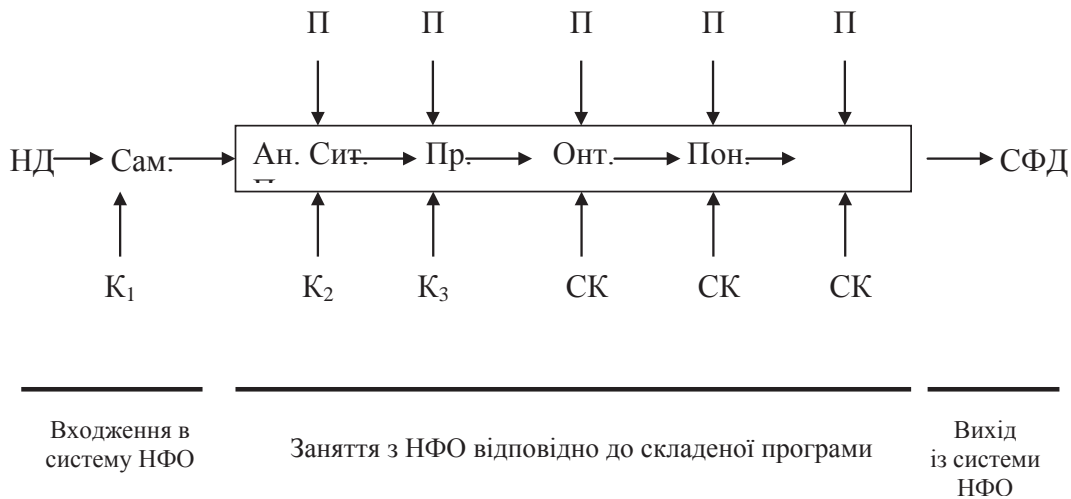 П П П П П
НД Сам. Ан. Сит. Пр. Онт. Пон. СФД
К₁ К₂ К₃ СК СК СК
Входження в
систему НФО
Заняття з НФО відповідно до складеної програми
Вихід
із системи
НФО